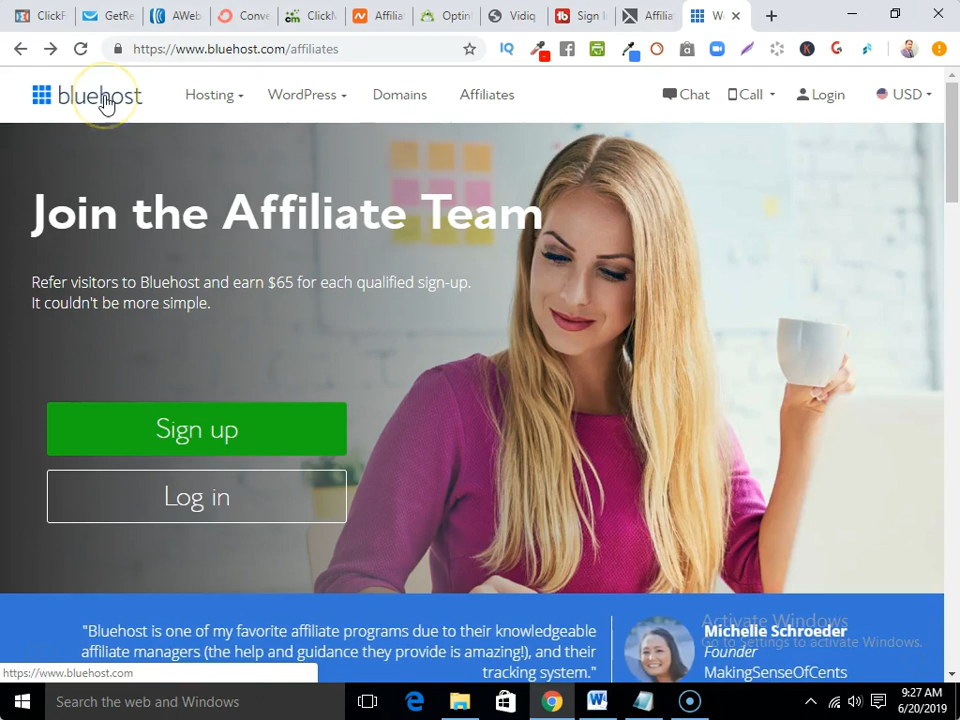 ClickF
GetRe
AWeb
Conve
ClickM
Affilia
Optin
Vidiq
Sign I
Affilia
We
https://www.bluehost.com/affiliates
bluehost
Hosting
WordPress
Domains
Affiliates
Chat
Call
Login
USD
Join the Affiliate Team
Refer visitors to Bluehost and earn $65 for each qualified sign-up.
It couldn't be more simple.
Sign up
Log in
"Bluehost is one of my favorite affiliate programs due to their knowledgeable
affiliate managers (the help and guidance they provide is amazing!), and their
tracking system."
Michelle Schroeder
Founder
MakingSenseOfCents
Activate Windows
Go to Settings to activate Windows.
https://www.bluehost.com
Search the web and Windows
9:27 AM
6/20/2019